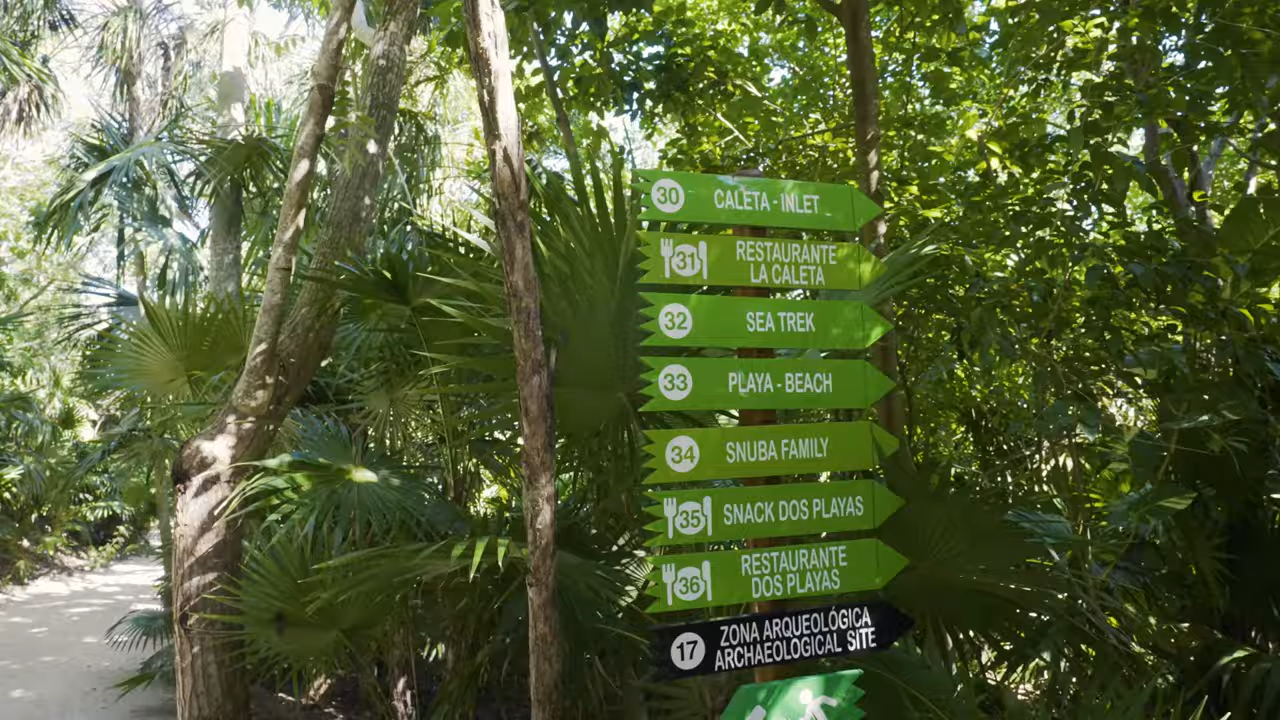 30 CALETA - INLET
31 RESTAURANTE
LA CALETA
32 SEA TREK
33 PLAYA - BEACH
34 SNUBA FAMILY
35 SNACK DOS PLAYAS
36 RESTAURANTE
DOS PLAYAS
17 ZONA ARQUEOLÓGICA
ARCHAEOLOGICAL SITE